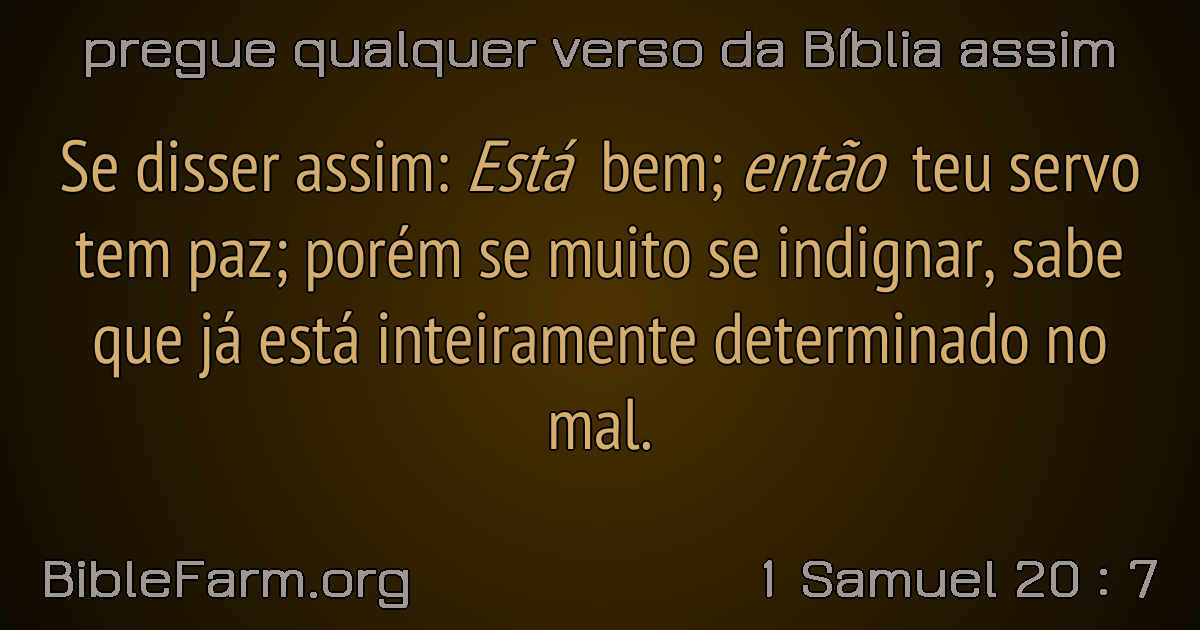 pregue qualquer verso da Bíblia assim
Se disser assim: Está bem; então teu servo
tem paz; porém se muito se indignar, sabe
que já está inteiramente determinado no
mal.
BibleFarm.org
1 Samuel 20 : 7